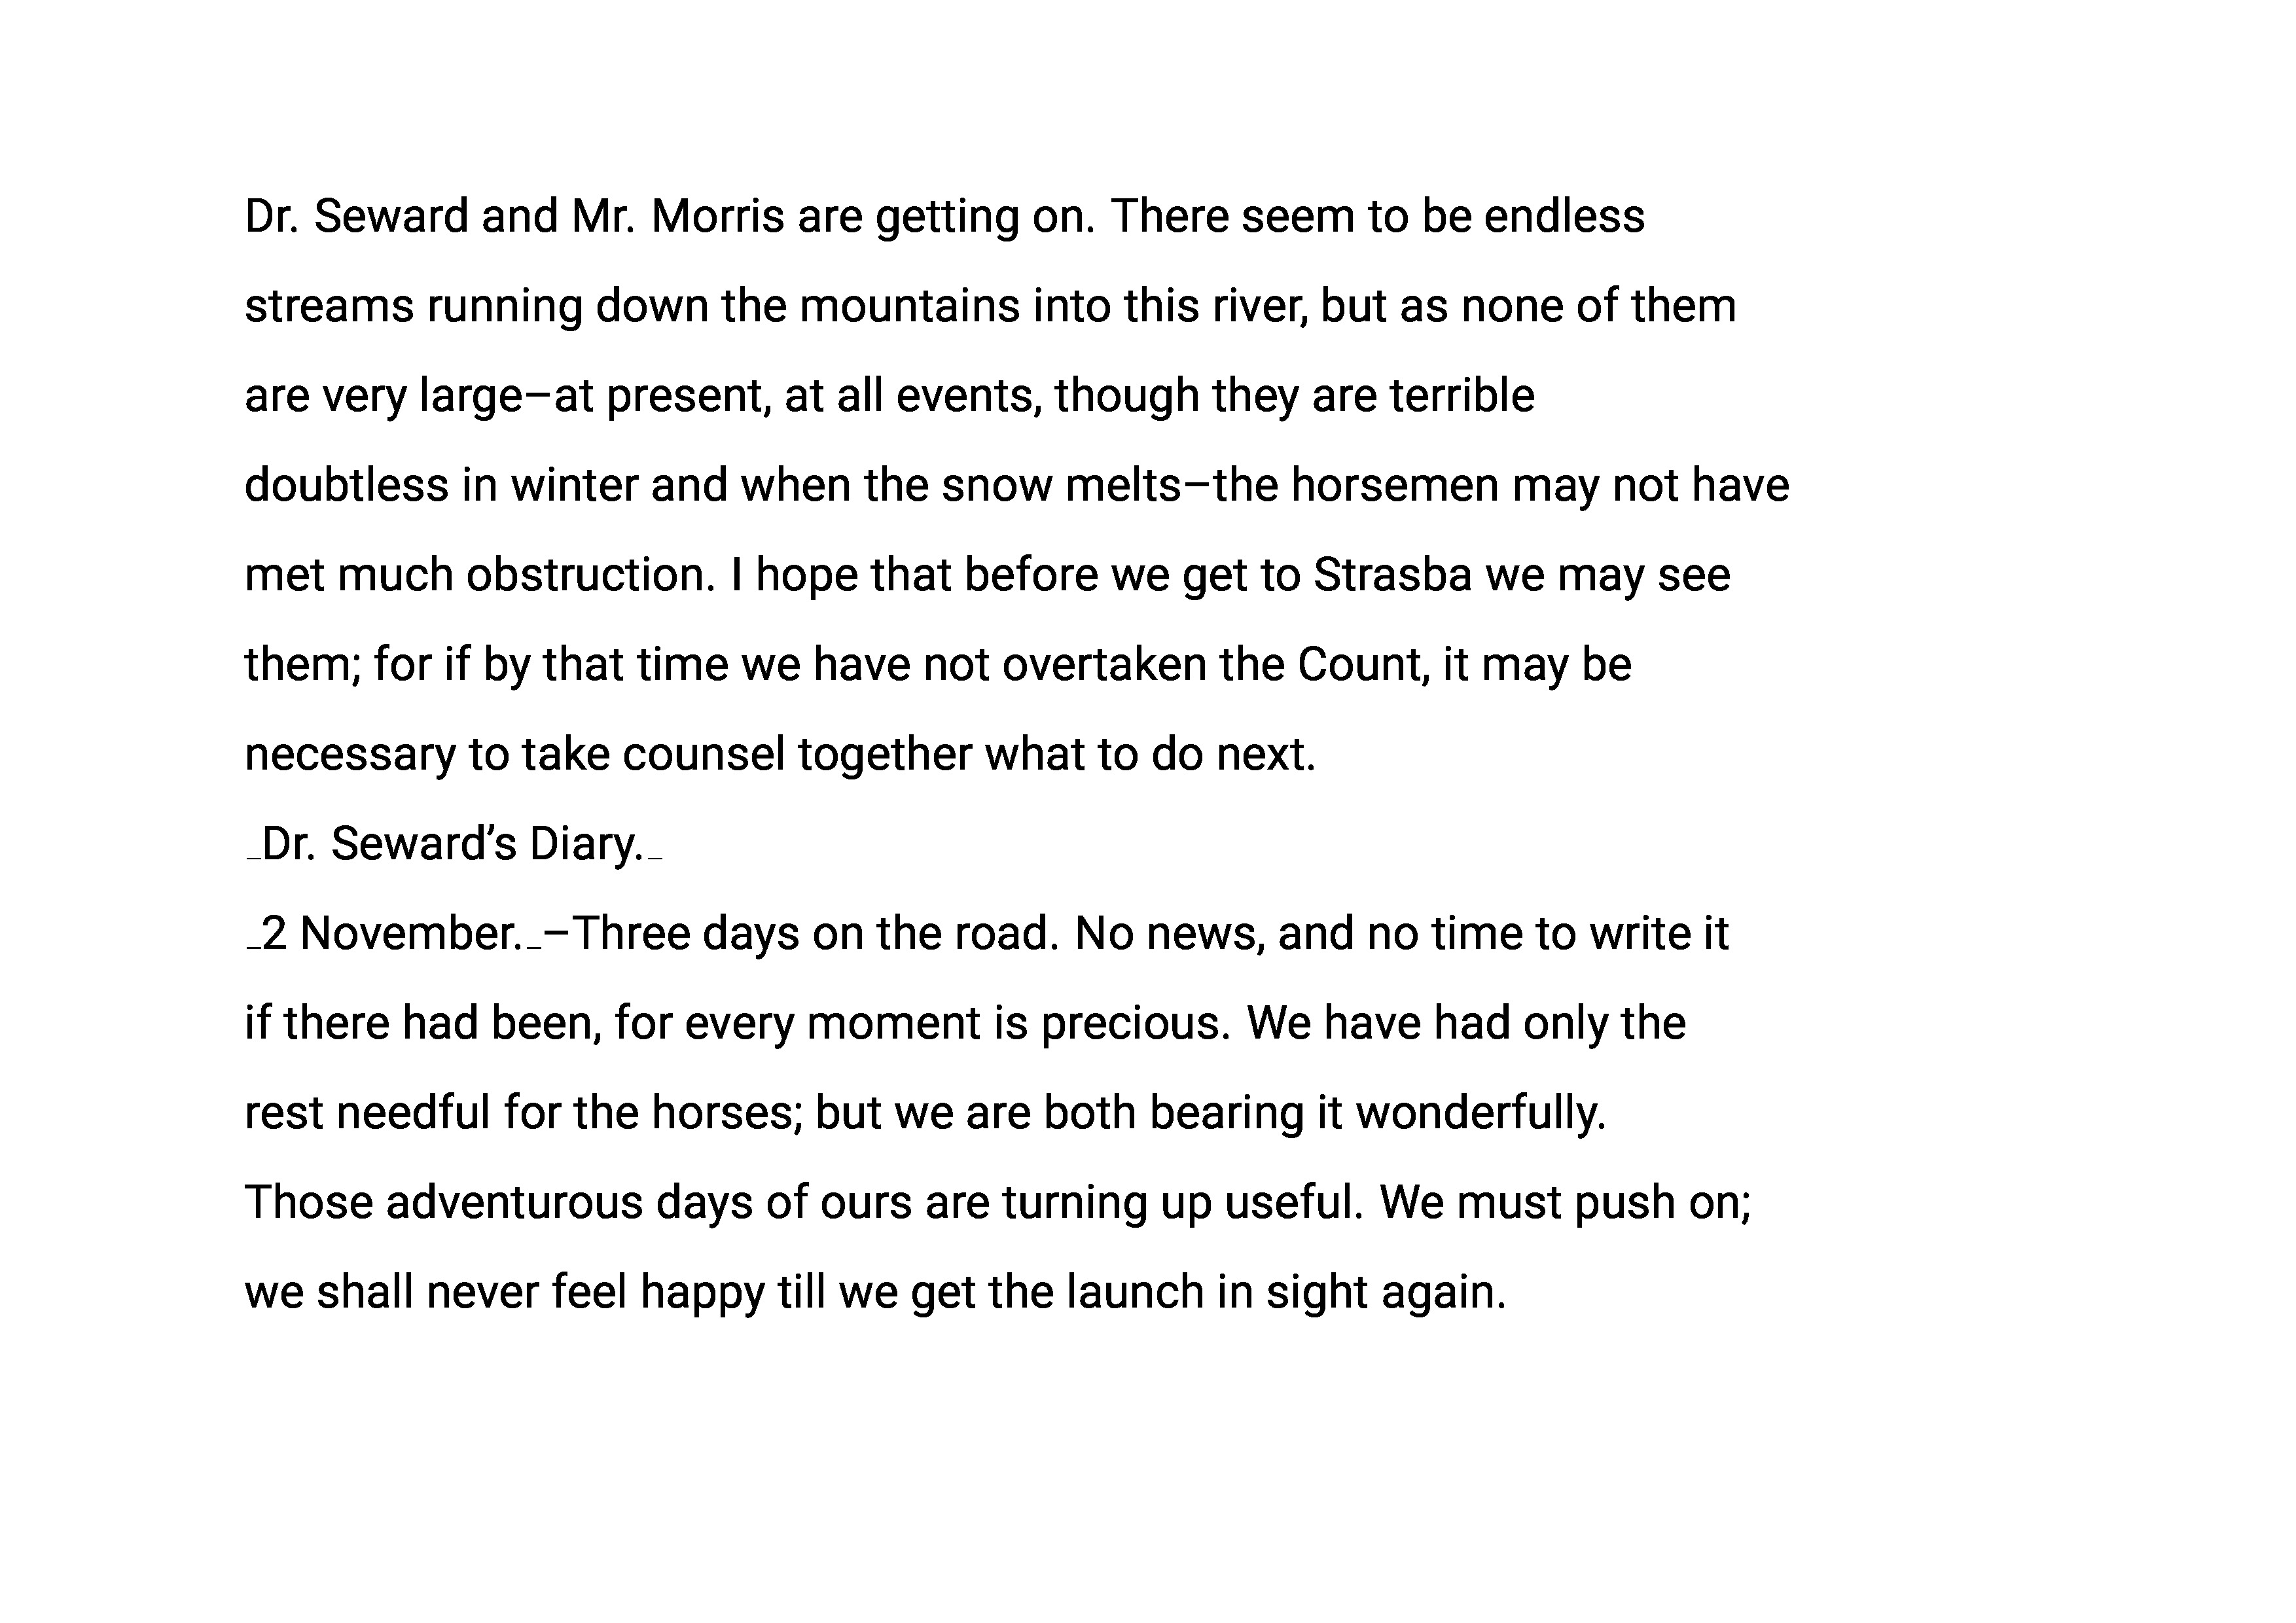 Dr. Seward and Mr. Morris are getting on. There seem to be endless
streams running down the mountains into this river, but as none of them
are very large–at present, at all events, though they are terrible
doubtless in winter and when the snow melts–the horsemen may not have
met much obstruction. I hope that before we get to Strasba we may see
them; for if by that time we have not overtaken the Count, it may be
necessary to take counsel together what to do next.
_Dr. Seward’s Diary._
_2 November._–Three days on the road. No news, and no time to write it
if there had been, for every moment is precious. We have had only the
rest needful for the horses; but we are both bearing it wonderfully.
Those adventurous days of ours are turning up useful. We must push on;
we shall never feel happy till we get the launch in sight again.